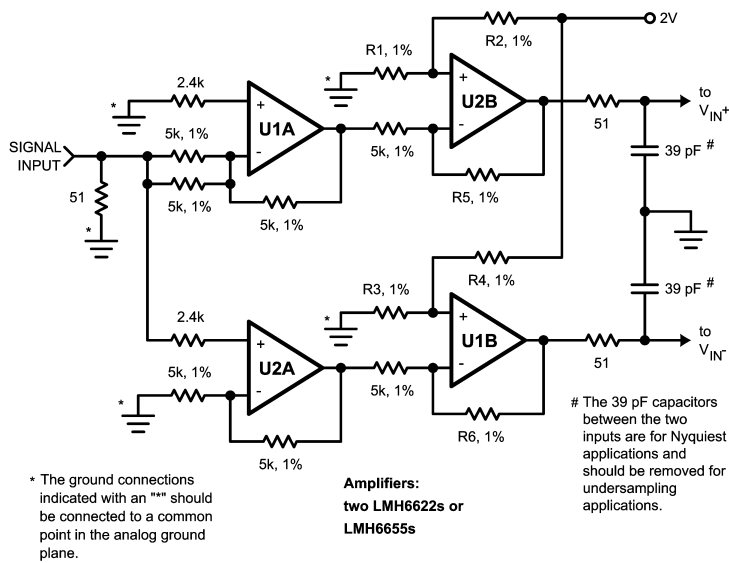 2V
R2, 1%
R1, 1%
*
2.4k
*
+
-
U2B
to
VIN+
51
+
-
U1A
5k, 1%
SIGNAL
INPUT
5k, 1%
39 pF #
R5, 1%
51
5k, 1%
5k, 1%
*
R4, 1%
R3, 1%
39 pF #
*
2.4k
+
-
U1B
to
VIN-
51
+
-
U2A
5k, 1%
5k, 1%
*
R6, 1%
5k, 1%
# The 39 pF capacitors
between the two
inputs are for Nyquiest
applications and
should be removed for
undersampling
applications.
* The ground connections
indicated with an "*" should
be connected to a common
point in the analog ground
plane.
Amplifiers:
two LMH6622s or
LMH6655s